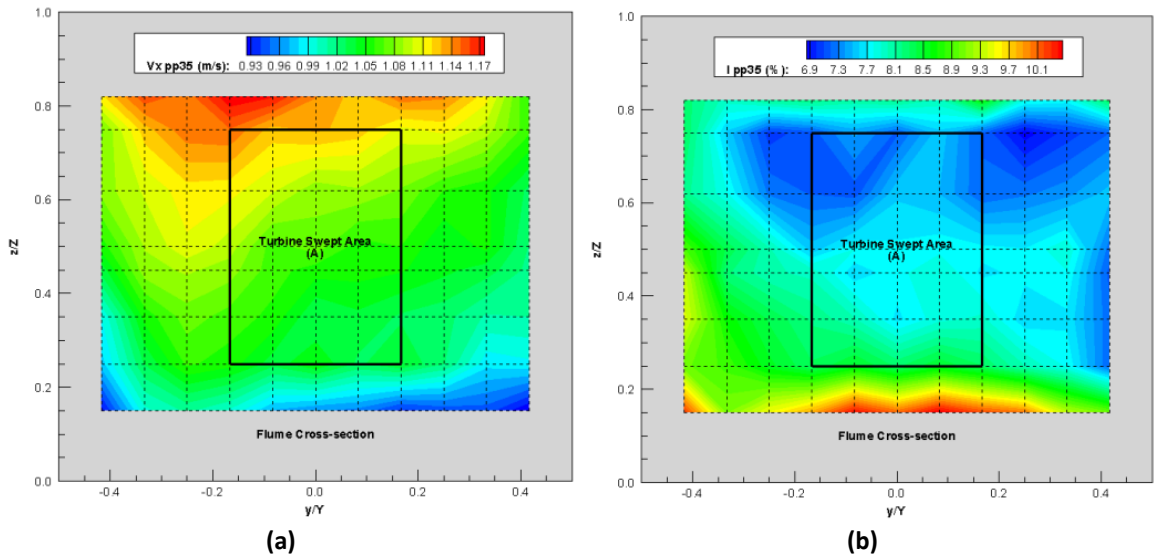 1.0
Vx pp35 (m/s): 0.93 0.96 0.99 1.02 1.05 1.08 1.11 1.14 1.17
0.8
0.6
z/Z
Turbine Swept Area
(A)
0.4
0.2
Flume Cross-section
0.0
-0.4 -0.2 0.0 0.2 0.4
y/Y
(a)
1.0
I pp35 (%): 6.9 7.3 7.7 8.1 8.5 8.9 9.3 9.7 10.1
0.8
0.6
z/Z
Turbine Swept Area
(A)
0.4
0.2
Flume Cross-section
0.0
-0.4 -0.2 0.0 0.2 0.4
y/Y
(b)